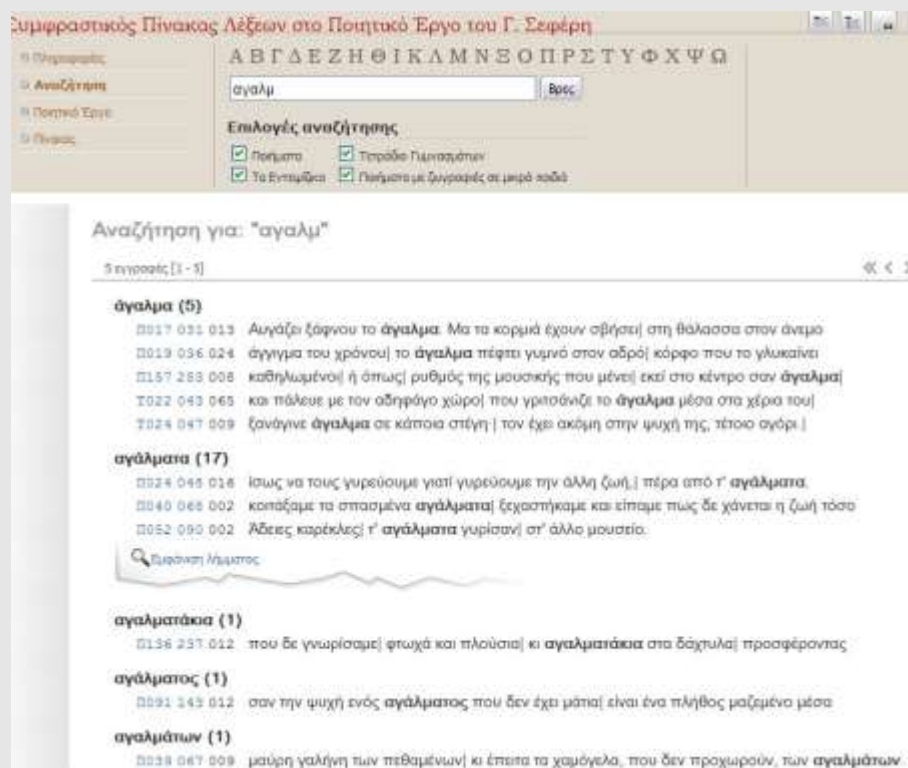 Συμφραστικός Πίνακας Λέξεων στο Ποιητικό Έργο του Γ. Σεφέρη
Πληροφορίες
Αναζήτηση
Ποιητικό Έργο
Πίνακας
Α Β Γ Δ Ε Ζ Η Θ Ι Κ Λ Μ Ν Ξ Ο Π Ρ Σ Τ Υ Φ Χ Ψ Ω
αγαλμ
Βρες
Επιλογές αναζήτησης
Ποιήματα Τετράδιο Γυμνασμάτων
Τα Εντεψίζικα Ποιήματα με ζωγραφιές σε μικρά παιδιά
Αναζήτηση για: "αγαλμ"
5 εγγραφές [1 - 5]
άγαλμα (5)
Π017 031 013 Αυγάζει ξάφνου το άγαλμα. Μα τα κορμιά έχουν σβήσει| στη θάλασσα στον άνεμο
Π019 036 024 άγγιγμα του χρόνου| το άγαλμα πέφτει γυμνό στον αδρό| κόρφο που το γλυκαίνει
Π157 253 008 καθηλωμένοι| ή όπως| ρυθμός της μουσικής που μένει| εκεί στο κέντρο σαν άγαλμα|
Τ022 043 065 και πάλευε με τον αδηφάγο χώρο| που γριτσάνιζε το άγαλμα μέσα στα χέρια του|
Τ024 047 009 ξανάγινε άγαλμα σε κάποια στέγη·| τον έχει ακόμη στην ψυχή της, τέτοιο αγόρι.|
αγάλματα (17)
Π024 045 016 ίσως να τους γυρεύουμε γιατί γυρεύουμε την άλλη ζωή,| πέρα από τ' αγάλματα.
Π040 068 002 κοιτάξαμε τα σπασμένα αγάλματα| ξεχαστήκαμε και είπαμε πως δε χάνεται η ζωή τόσο
Π052 090 002 Άδειες καρέκλες| τ' αγάλματα γυρίσαν| στ' άλλο μουσείο.
Εμφάνιση λήμματος
αγαλματάκια (1)
Π136 237 012 που δε γνωρίσαμε| φτωχά και πλούσια| κι αγαλματάκια στα δάχτυλα| προσφέροντας
αγάλματος (1)
Π091 143 012 σαν την ψυχή ενός αγάλματος που δεν έχει μάτια| είναι ένα πλήθος μαζεμένο μέσα
αγαλμάτων (1)
Π039 067 009 μαύρη γαλήνη των πεθαμένων| κι έπειτα τα χαμόγελα, που δεν προχωρούν, των αγαλμάτων